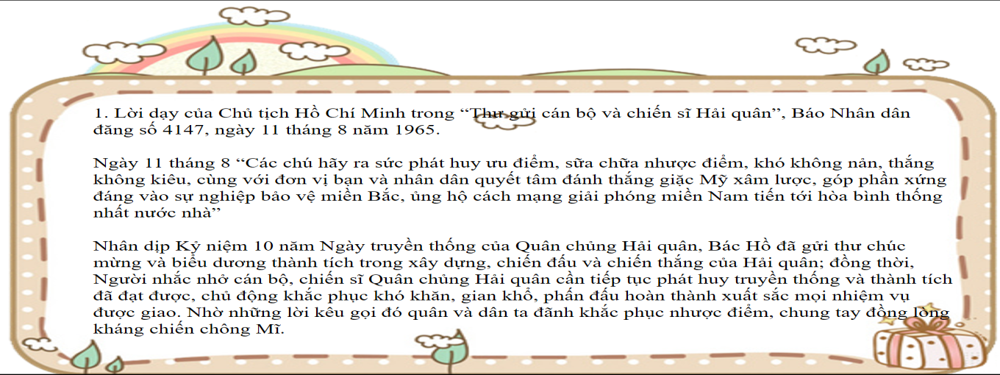 1. Lời dạy của Chủ tịch Hồ Chí Minh trong “Thư gửi cán bộ và chiến sĩ Hải quân”, Báo Nhân dân
đăng số 4147, ngày 11 tháng 8 năm 1965.
Ngày 11 tháng 8 “Các chú hãy ra sức phát huy ưu điểm, sữa chữa nhược điểm, khó không nản, thắng
không kiêu, cùng với đơn vị bạn và nhân dân quyết tâm đánh thắng giặc Mỹ xâm lược, góp phần xứng
đáng vào sự nghiệp bảo vệ miền Bắc, ủng hộ cách mạng giải phóng miền Nam tiến tới hòa bình thống
nhất nước nhà”
Nhân dịp Kỷ niệm 10 năm Ngày truyền thống của Quân chủng Hải quân, Bác Hồ đã gửi thư chúc
mừng và biểu dương thành tích trong xây dựng, chiến đấu và chiến thắng của Hải quân; đồng thời,
Người nhắc nhở cán bộ, chiến sĩ Quân chủng Hải quân cần tiếp tục phát huy truyền thống và thành tích
đã đạt được, chủ động khắc phục khó khăn, gian khổ, phấn đấu hoàn thành xuất sắc mọi nhiệm vụ
được giao. Nhờ những lời kêu gọi đó quân và dân ta đãnh khắc phục nhược điểm, chung tay đồng lòng
kháng chiến chông Mĩ.